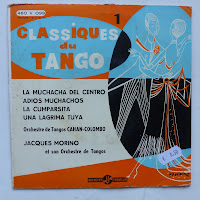 CLASSIQUES
du
TANGO
1
LA MUCHACHA DEL CENTRO
ADIOS MUCHACHOS
LA CUMPARSITA
UNA LAGRIMA TUYA
Orchestre de Tangos CAHAN-COLOMBO
JACQUES MORINO
et son Orchestre de Tangos